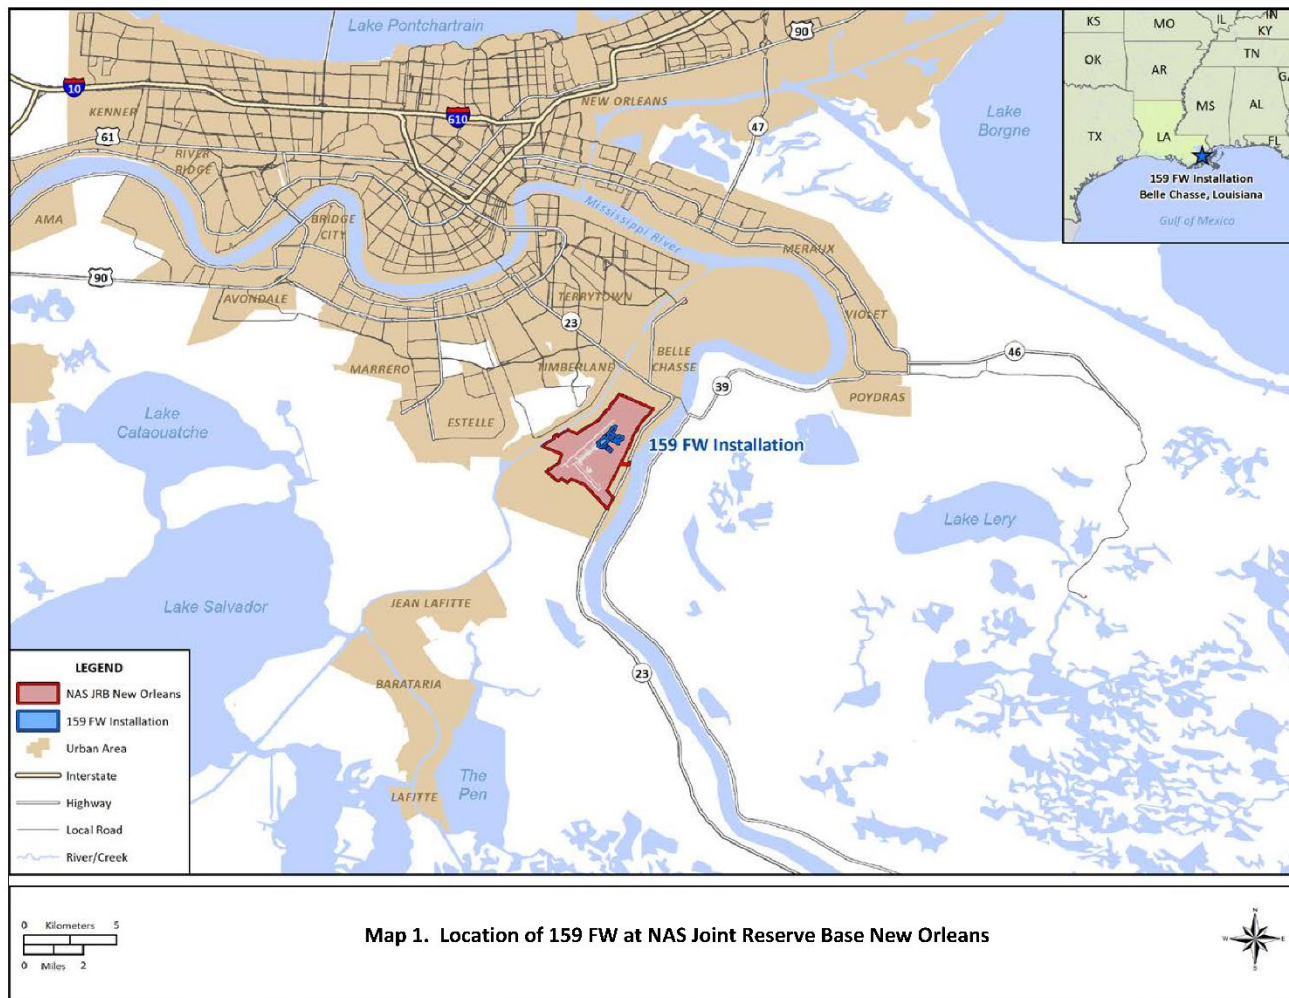 Lake Pontchartrain
90
10
KENNER
610
NEW ORLEANS
61
47
Lake
Borgne
RIVER
RIDGE
AMA
BRIDGE
CITY
Mississippi River
MERAUX
90
AVONDALE
TERRYTOWN
23
VIOLET
MARRERO
TIMBERLANE
BELLE
CHASSE
46
39
POYDRAS
Lake
Cataouatche
ESTELLE
159 FW Installation
Lake Lery
Lake Salvador
JEAN LAFITTE
23
BARATARIA
The
Pen
LAFITTE
KS
MO
IL
IN
KY
OK
TN
AR
MS
AL
GA
TX
LA
FL
159 FW Installation
Belle Chasse, Louisiana
Gulf of Mexico
LEGEND
NAS JRB New Orleans
159 FW Installation
Urban Area
Interstate
Highway
Local Road
River/Creek
0 Kilometers 5
0 Miles 2
Map 1. Location of 159 FW at NAS Joint Reserve Base New Orleans
N
W E
S